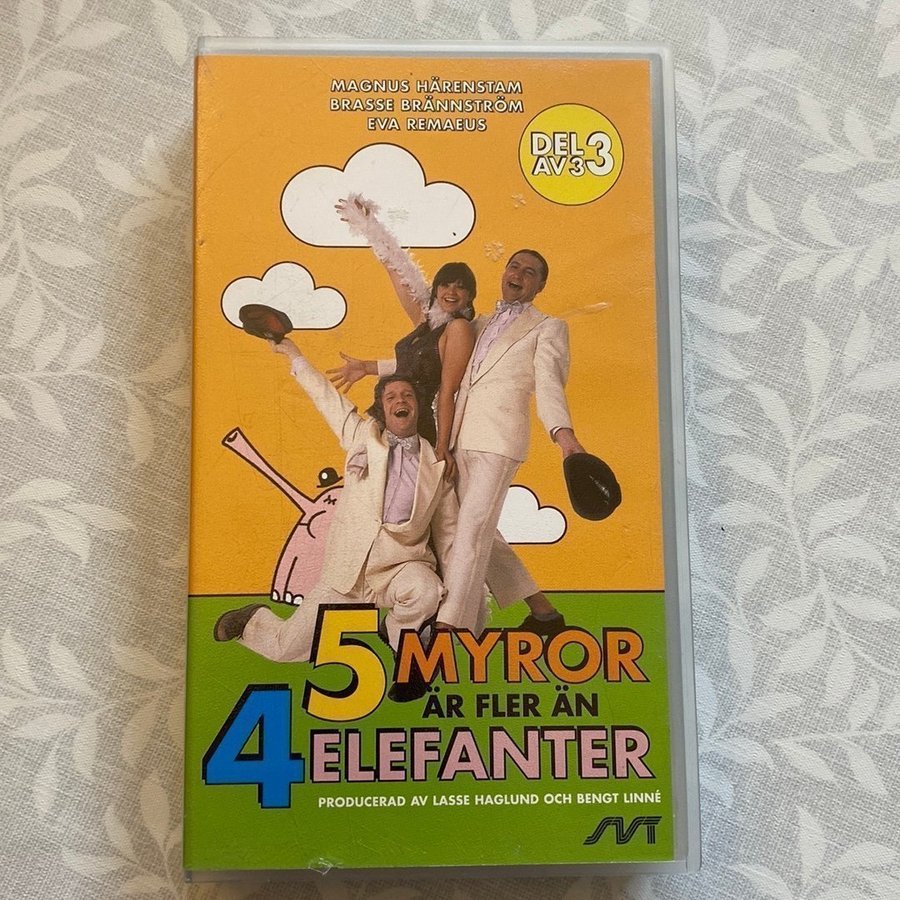 MAGNUS HÄRENSTAM
BRASSE BRÄNNSTRÖM
EVA REMAEUS
DEL 3
AV 3
5 MYROR
ÄR FLER ÄN
4 ELEFANTER
PRODUCERAD AV LASSE HAGLUND OCH BENGT LINNÉ
SVT